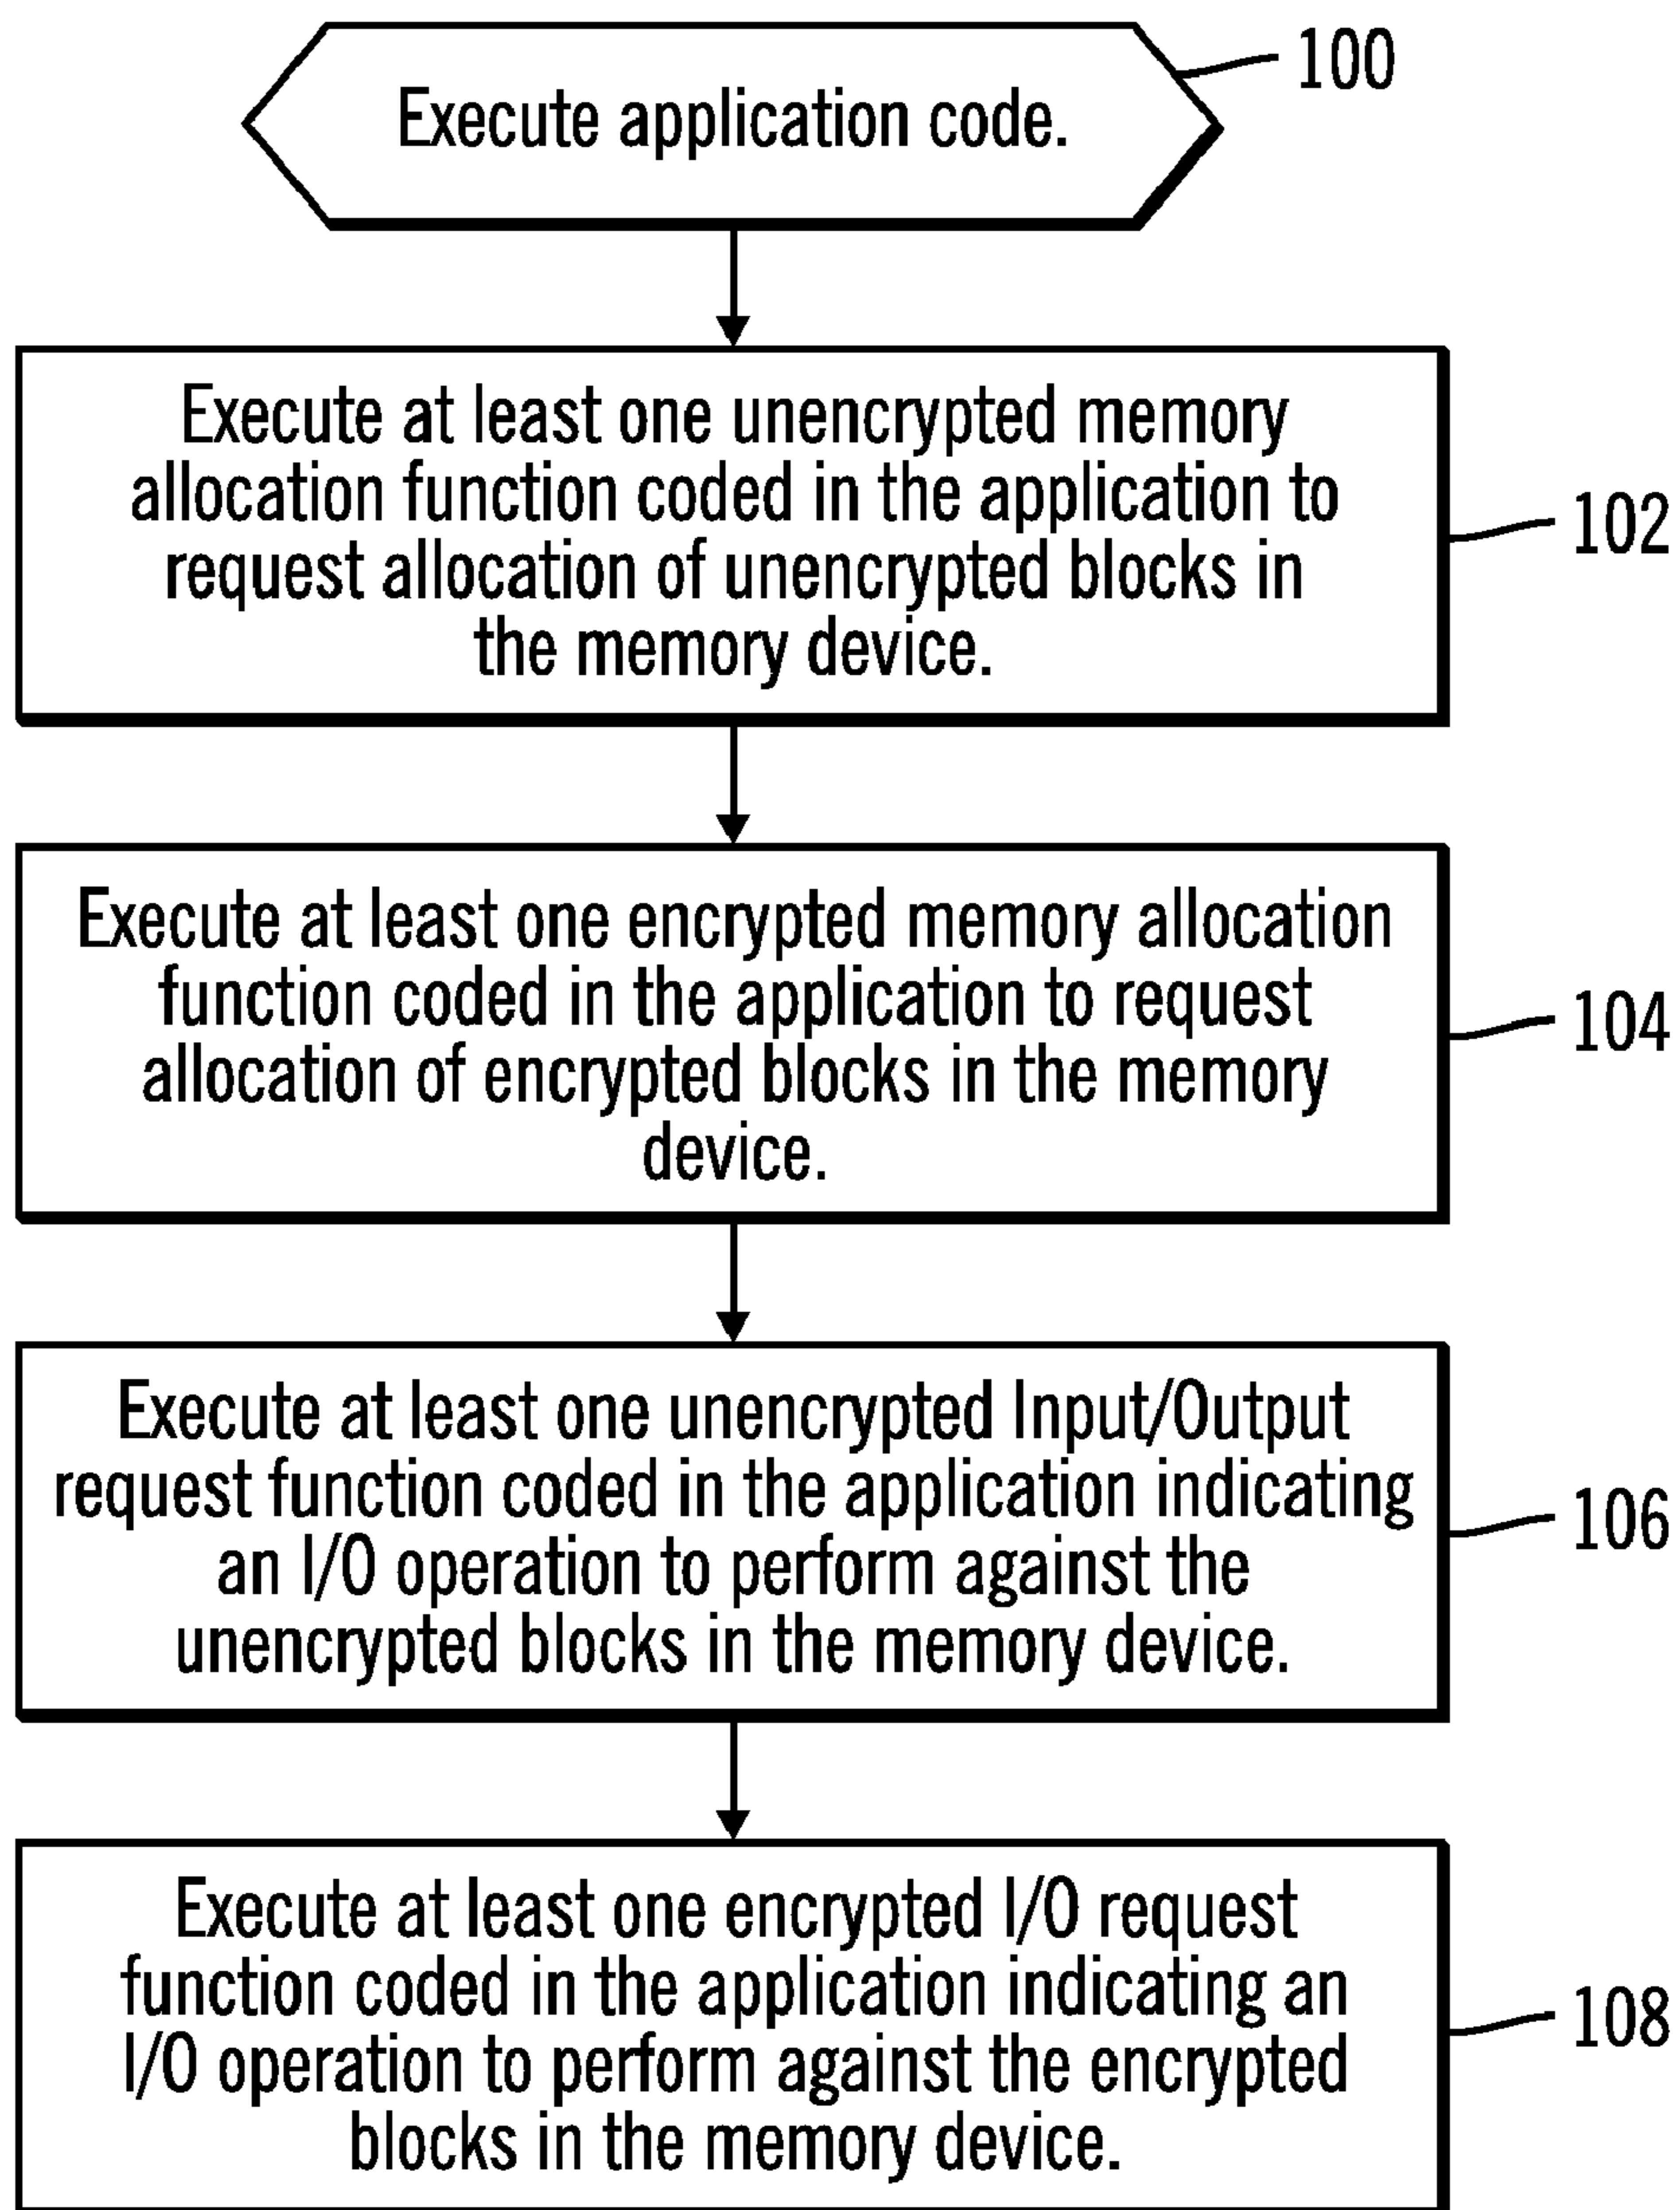 Execute application code.
100
Execute at least one unencrypted memory
allocation function coded in the application to
request allocation of unencrypted blocks in
the memory device.
102
Execute at least one encrypted memory allocation
function coded in the application to request
allocation of encrypted blocks in the memory
device.
104
Execute at least one unencrypted Input/Output
request function coded in the application indicating
an I/O operation to perform against the
unencrypted blocks in the memory device.
106
Execute at least one encrypted I/O request
function coded in the application indicating an
I/O operation to perform against the encrypted
blocks in the memory device.
108